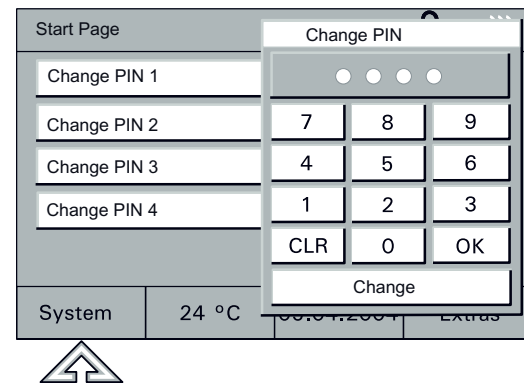 Start Page
Change PIN
Change PIN 1
Change PIN 2
Change PIN 3
Change PIN 4
7 8 9
4 5 6
1 2 3
CLR 0 OK
Change
System 24 °C